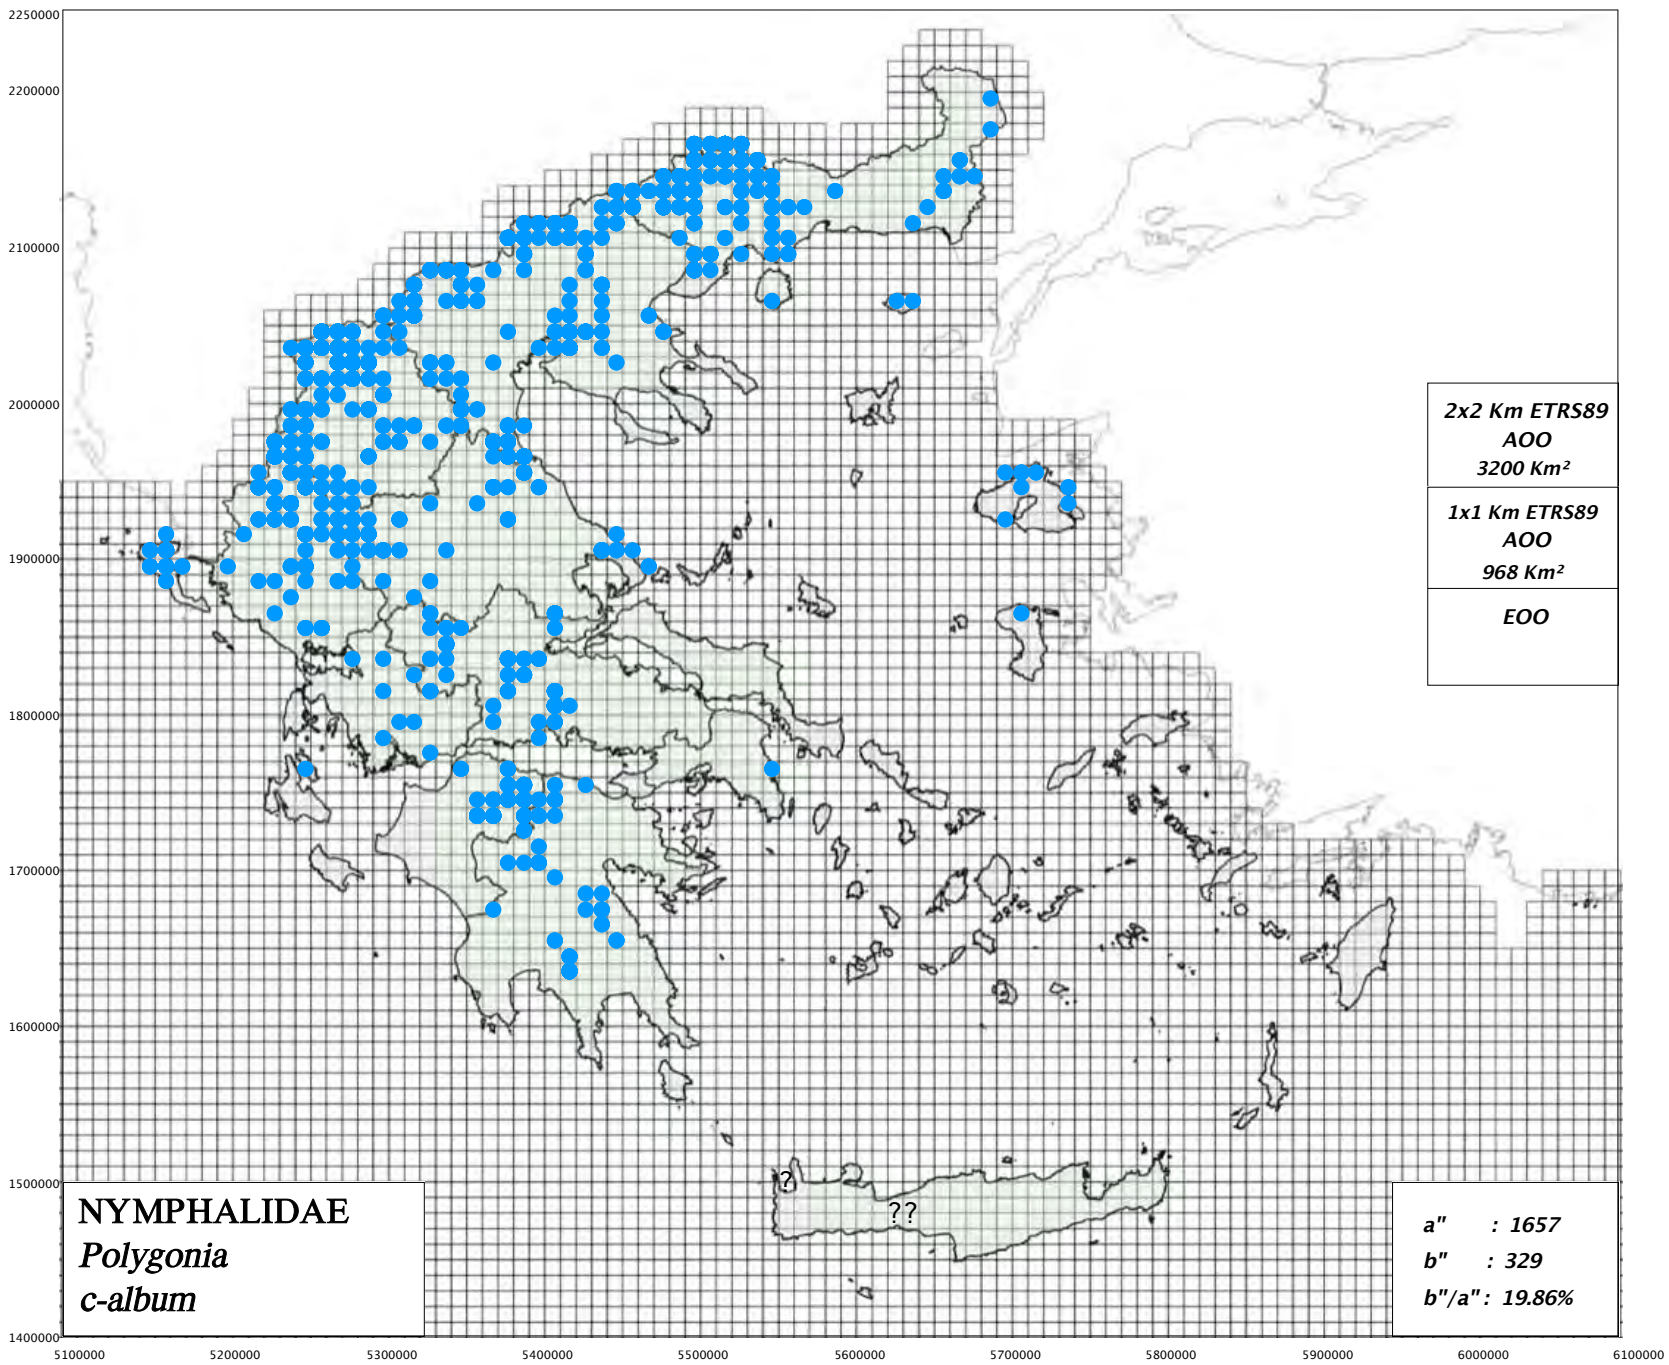 2250000
2200000
2100000
2000000
1900000
1800000
1700000
1600000
1500000
1400000
2x2 Km ETRS89
AOO
3200 Km²
1x1 Km ETRS89
AOO
968 Km²
EOO
?
??
NYMPHALIDAE
Polygonia
c-album
a" : 1657
b" : 329
b"/a" : 19.86%
5100000 5200000 5300000 5400000 5500000 5600000 5700000 5800000 5900000 6000000 6100000